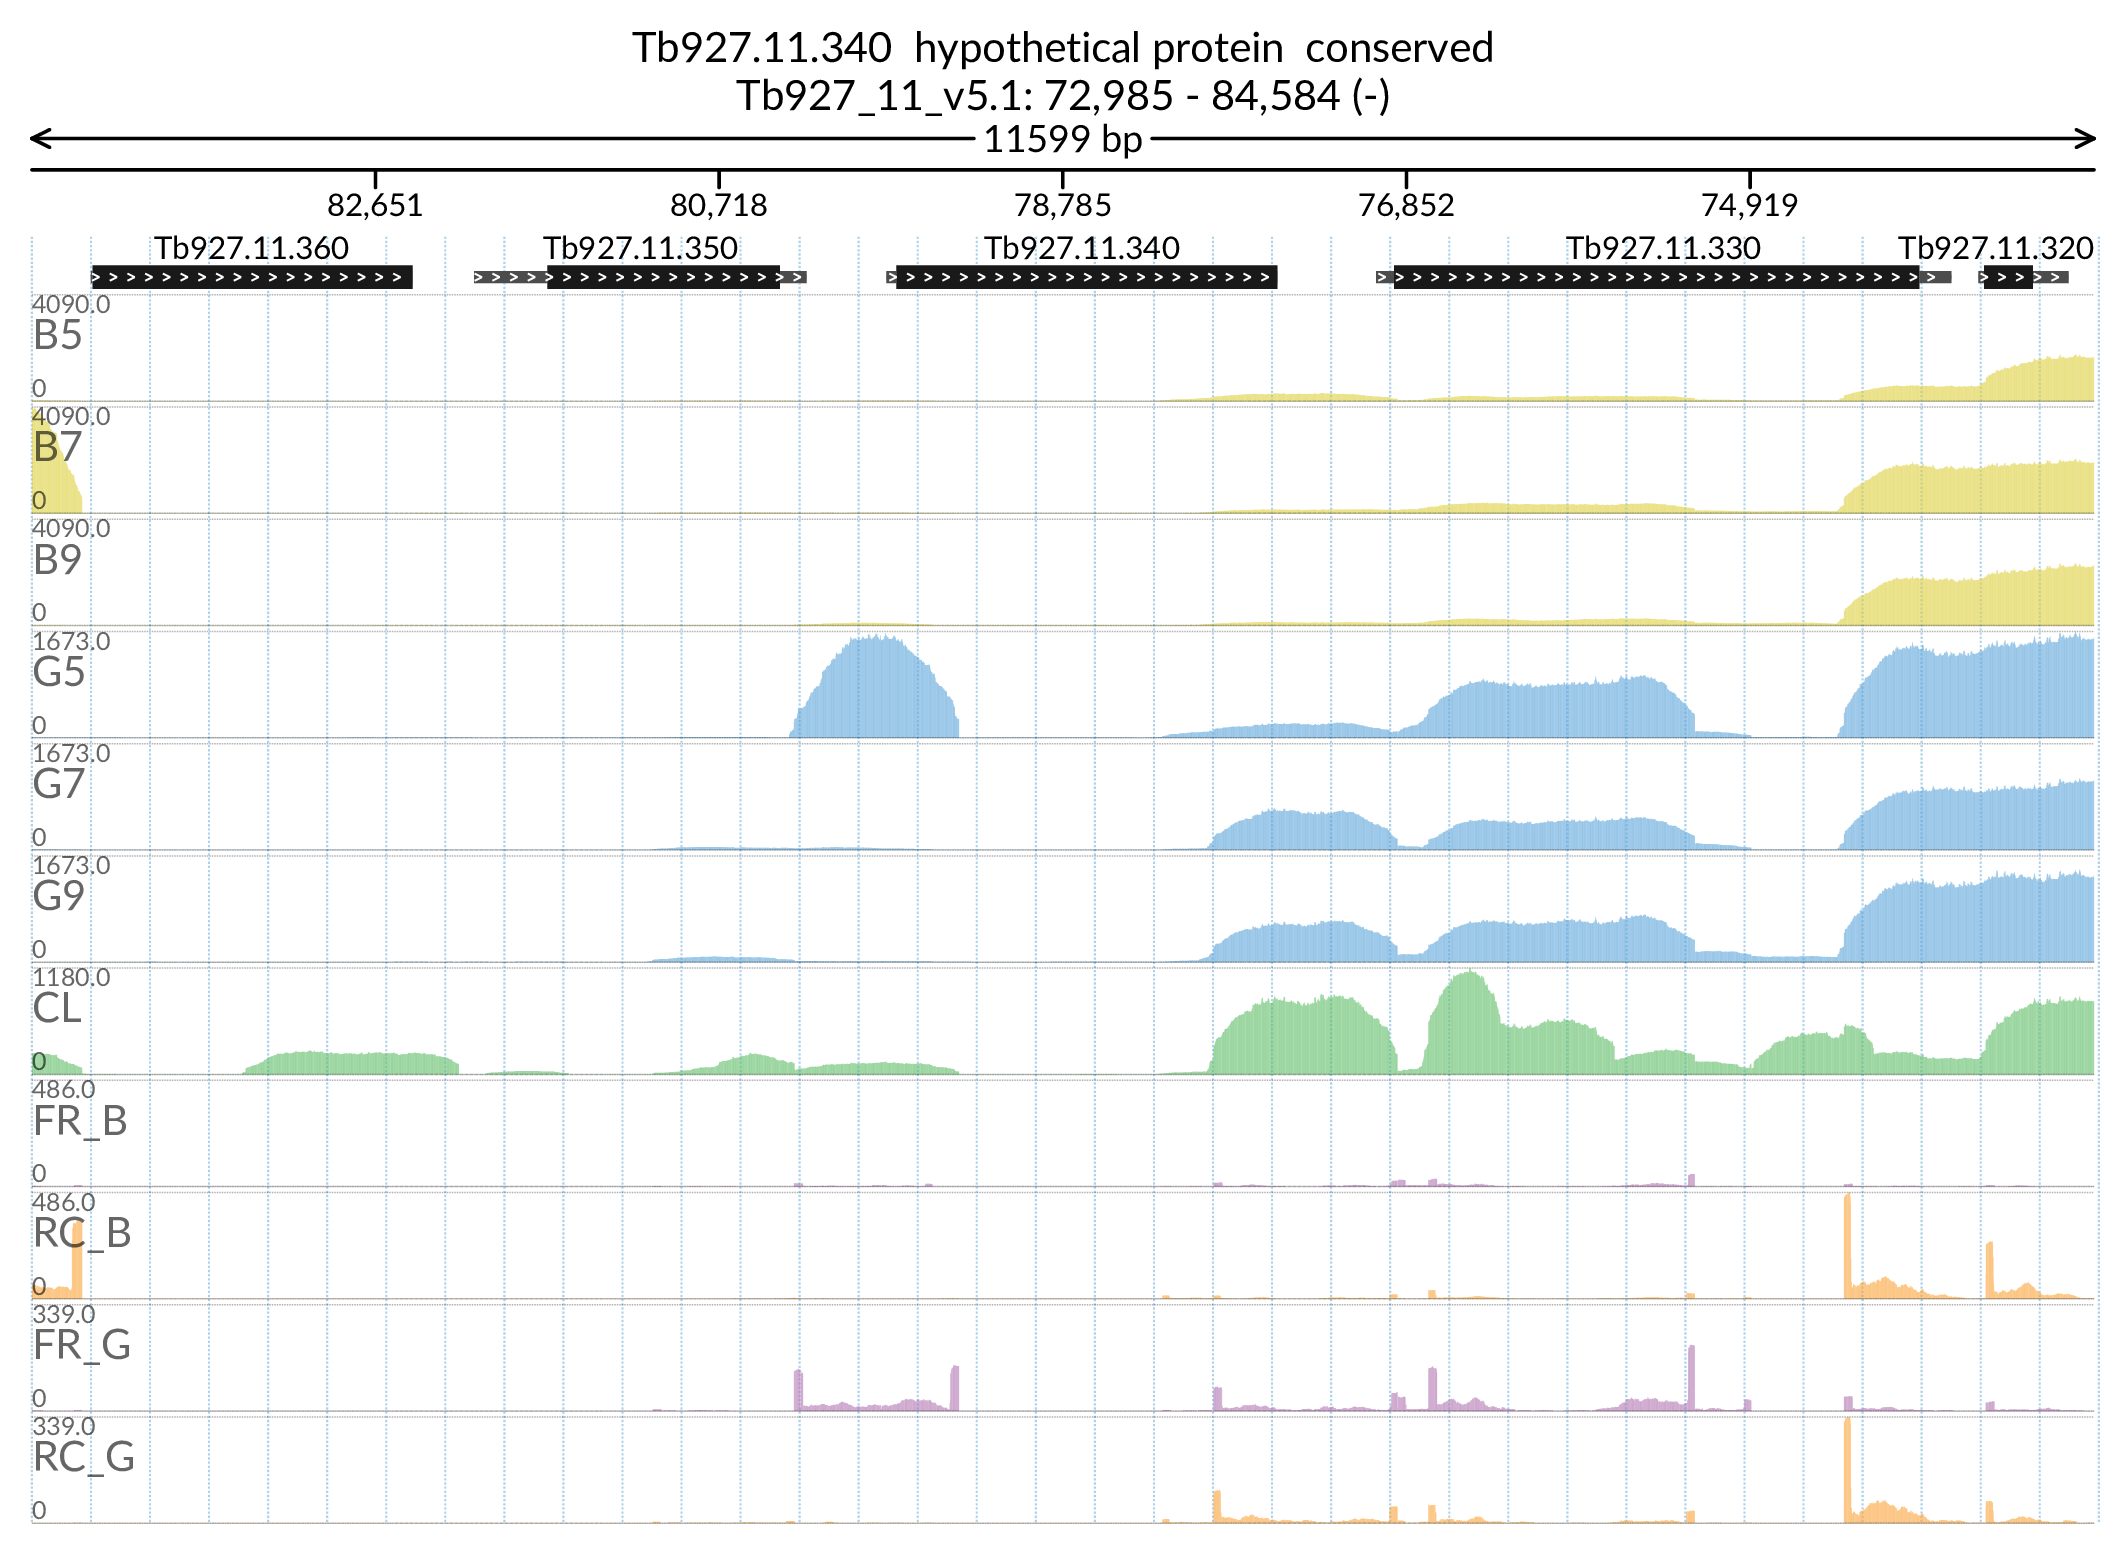 Tb927.11.340 hypothetical protein conserved
Tb927_11_v5.1: 72,985 - 84,584 (-)
11599 bp
82,651 80,718 78,785 76,852 74,919
Tb927.11.360 Tb927.11.350 Tb927.11.340 Tb927.11.330 Tb927.11.320
4090.0
B5
0
4090.0
B7
0
4090.0
B9
0
1673.0
G5
0
1673.0
G7
0
1673.0
G9
0
1180.0
CL
0
486.0
FR_B
0
486.0
RC_B
0
339.0
FR_G
0
339.0
RC_G
0